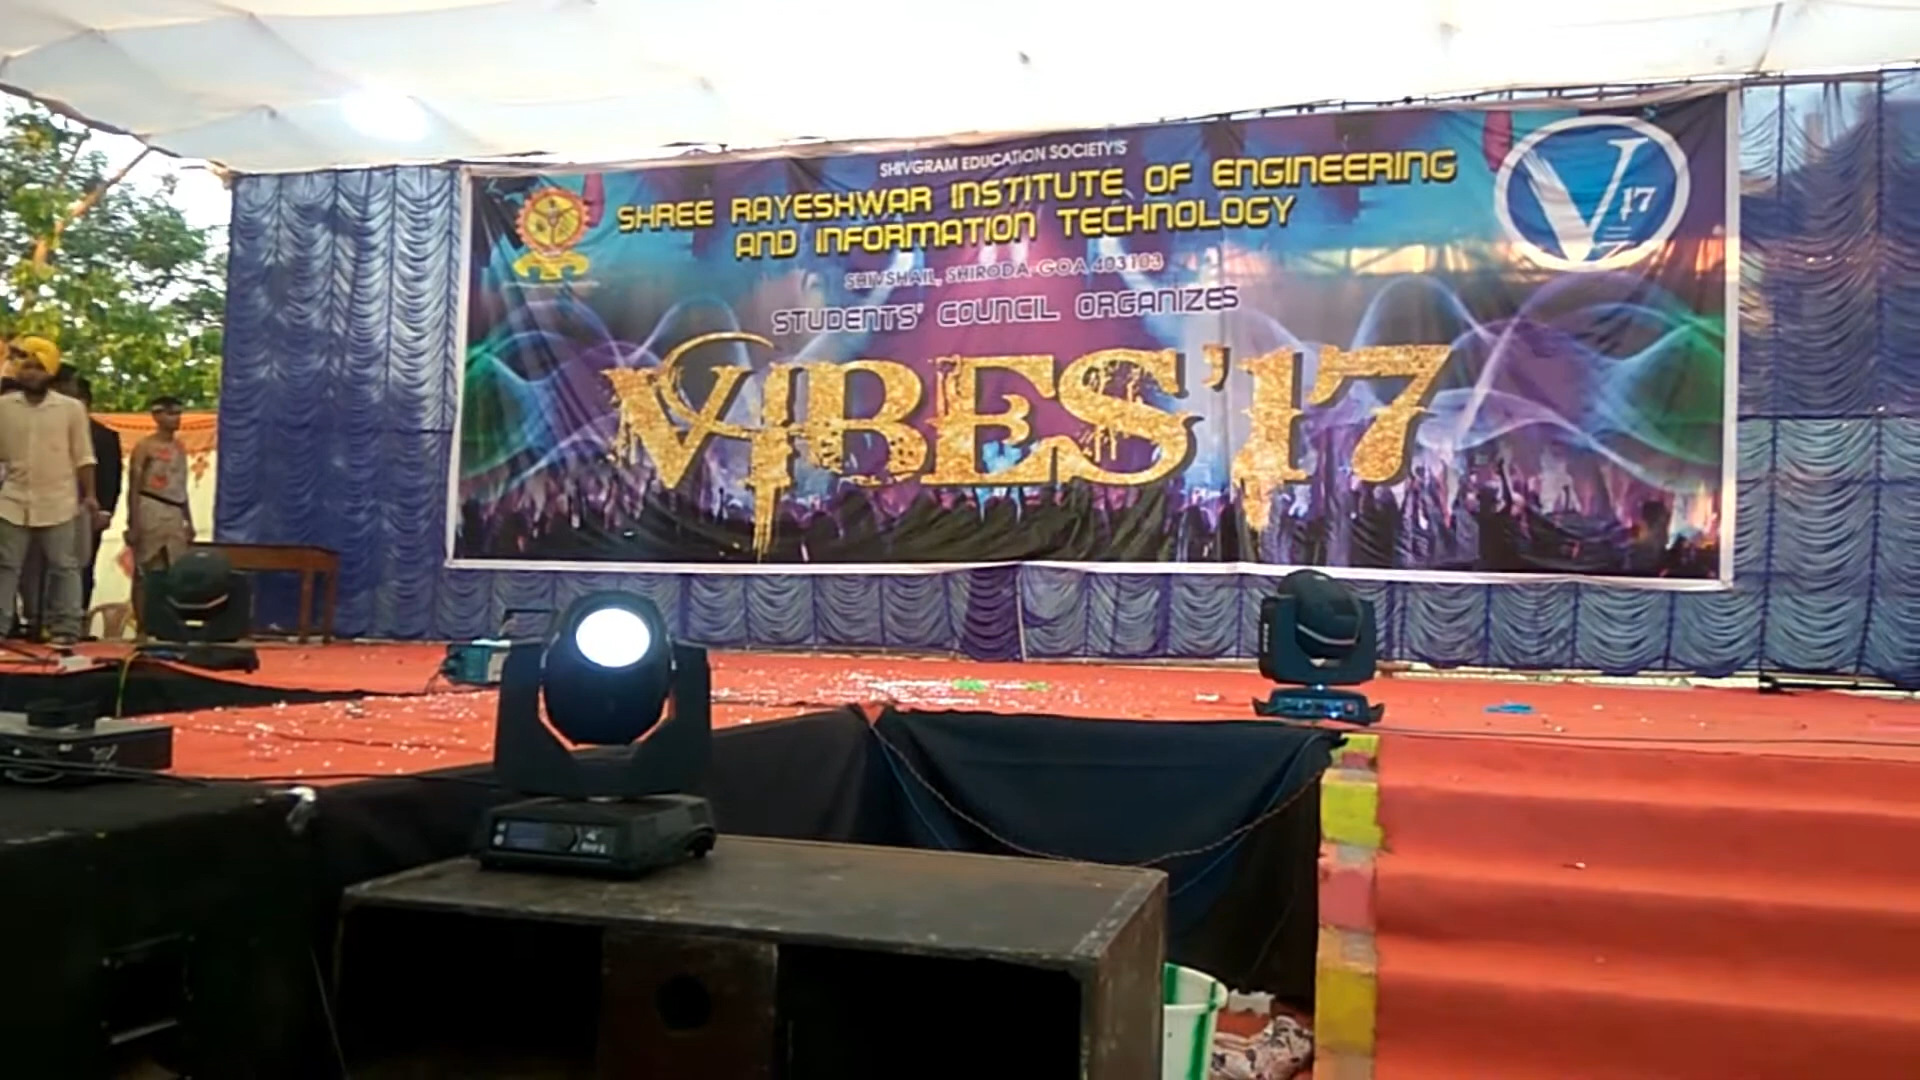 SHIVGRAM EDUCATION SOCIETY'S
SHREE RAYESHWAR INSTITUTE OF ENGINEERING
AND INFORMATION TECHNOLOGY
SHIVSHAIL, SHIRODA, GOA 403103
STUDENTS' COUNCIL ORGANIZES
VIBES'17
V 17